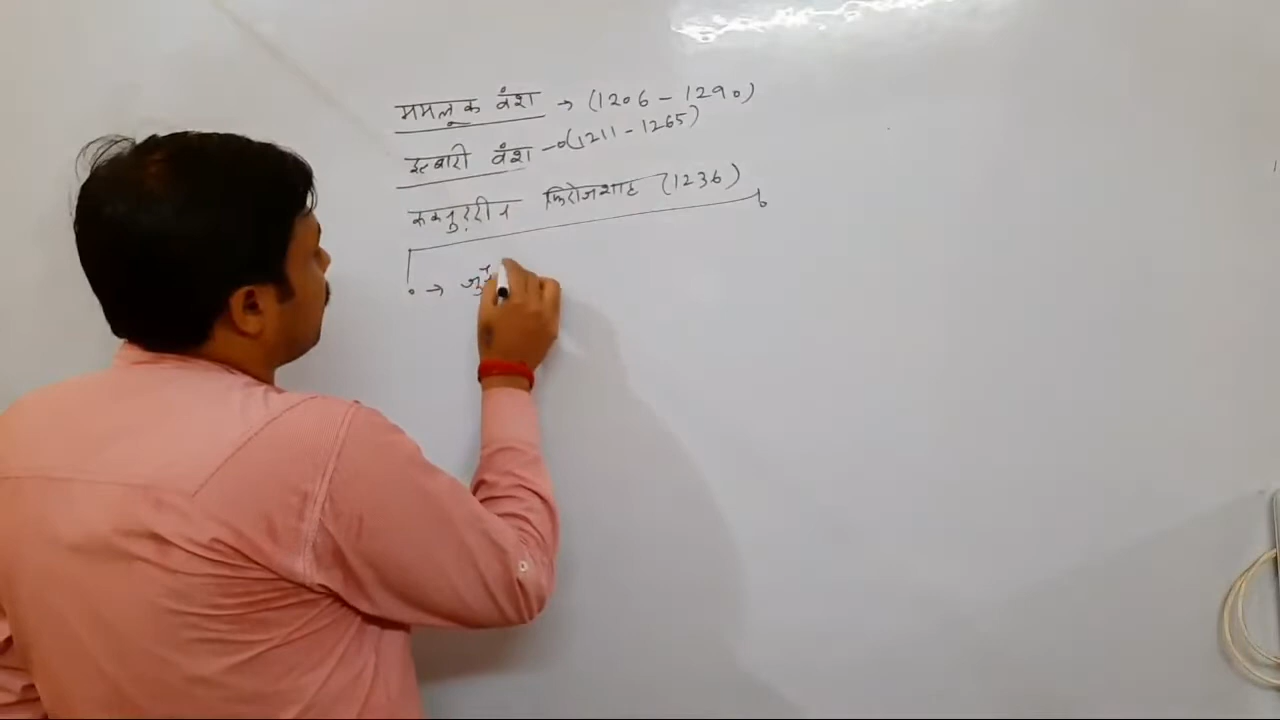 ममलूक वंश → (1206 - 1290)
इल्बारी वंश → (1211 - 1265)
रुकनुद्दीन फिरोजशाह (1236)